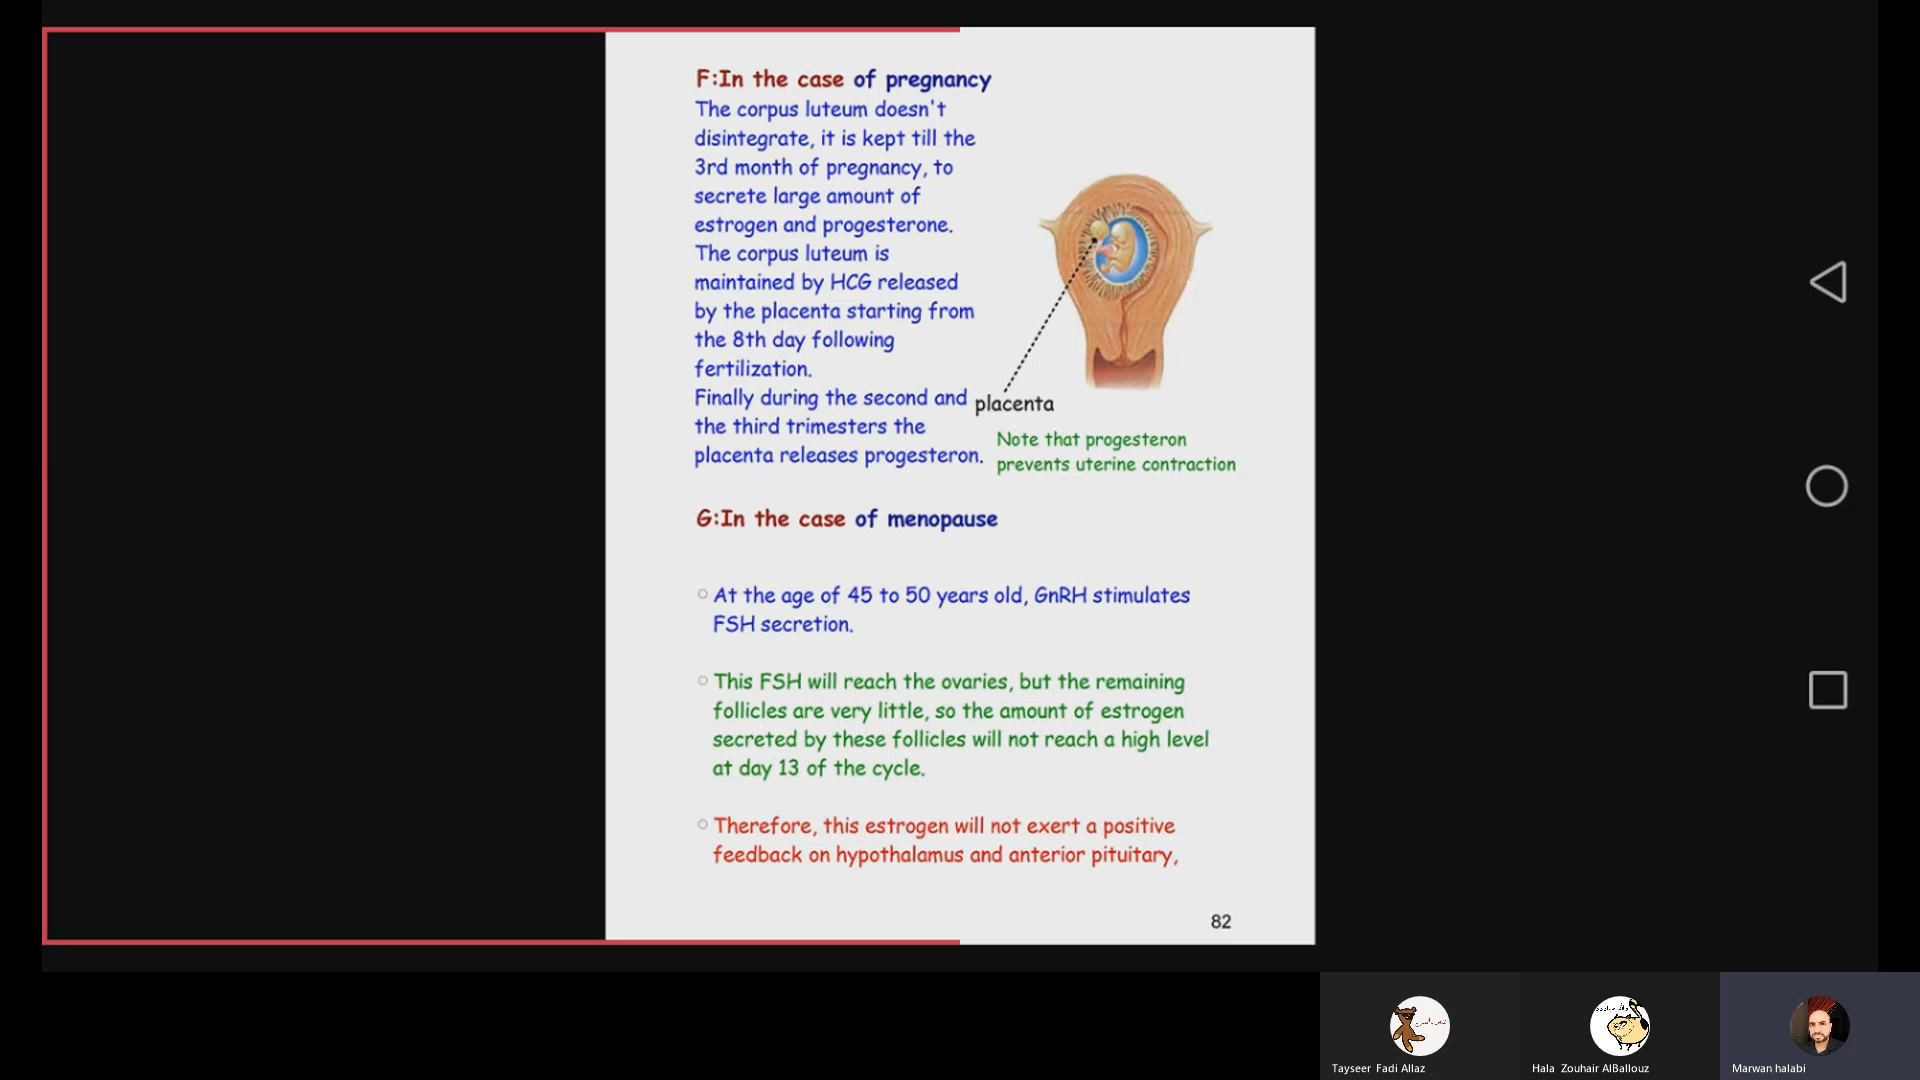 F:In the case of pregnancy
The corpus luteum doesn't
disintegrate, it is kept till the
3rd month of pregnancy, to
secrete large amount of
estrogen and progesterone.
The corpus luteum is
maintained by HCG released
by the placenta starting from
the 8th day following
fertilization.
Finally during the second and
the third trimesters the
placenta releases progesteron.
placenta
Note that progesteron
prevents uterine contraction
G:In the case of menopause
At the age of 45 to 50 years old, GnRH stimulates
FSH secretion.
This FSH will reach the ovaries, but the remaining
follicles are very little, so the amount of estrogen
secreted by these follicles will not reach a high level
at day 13 of the cycle.
Therefore, this estrogen will not exert a positive
feedback on hypothalamus and anterior pituitary,
82
Tayseer Fadi Allaz
Hala Zouhair AlBallouz
Marwan halabi